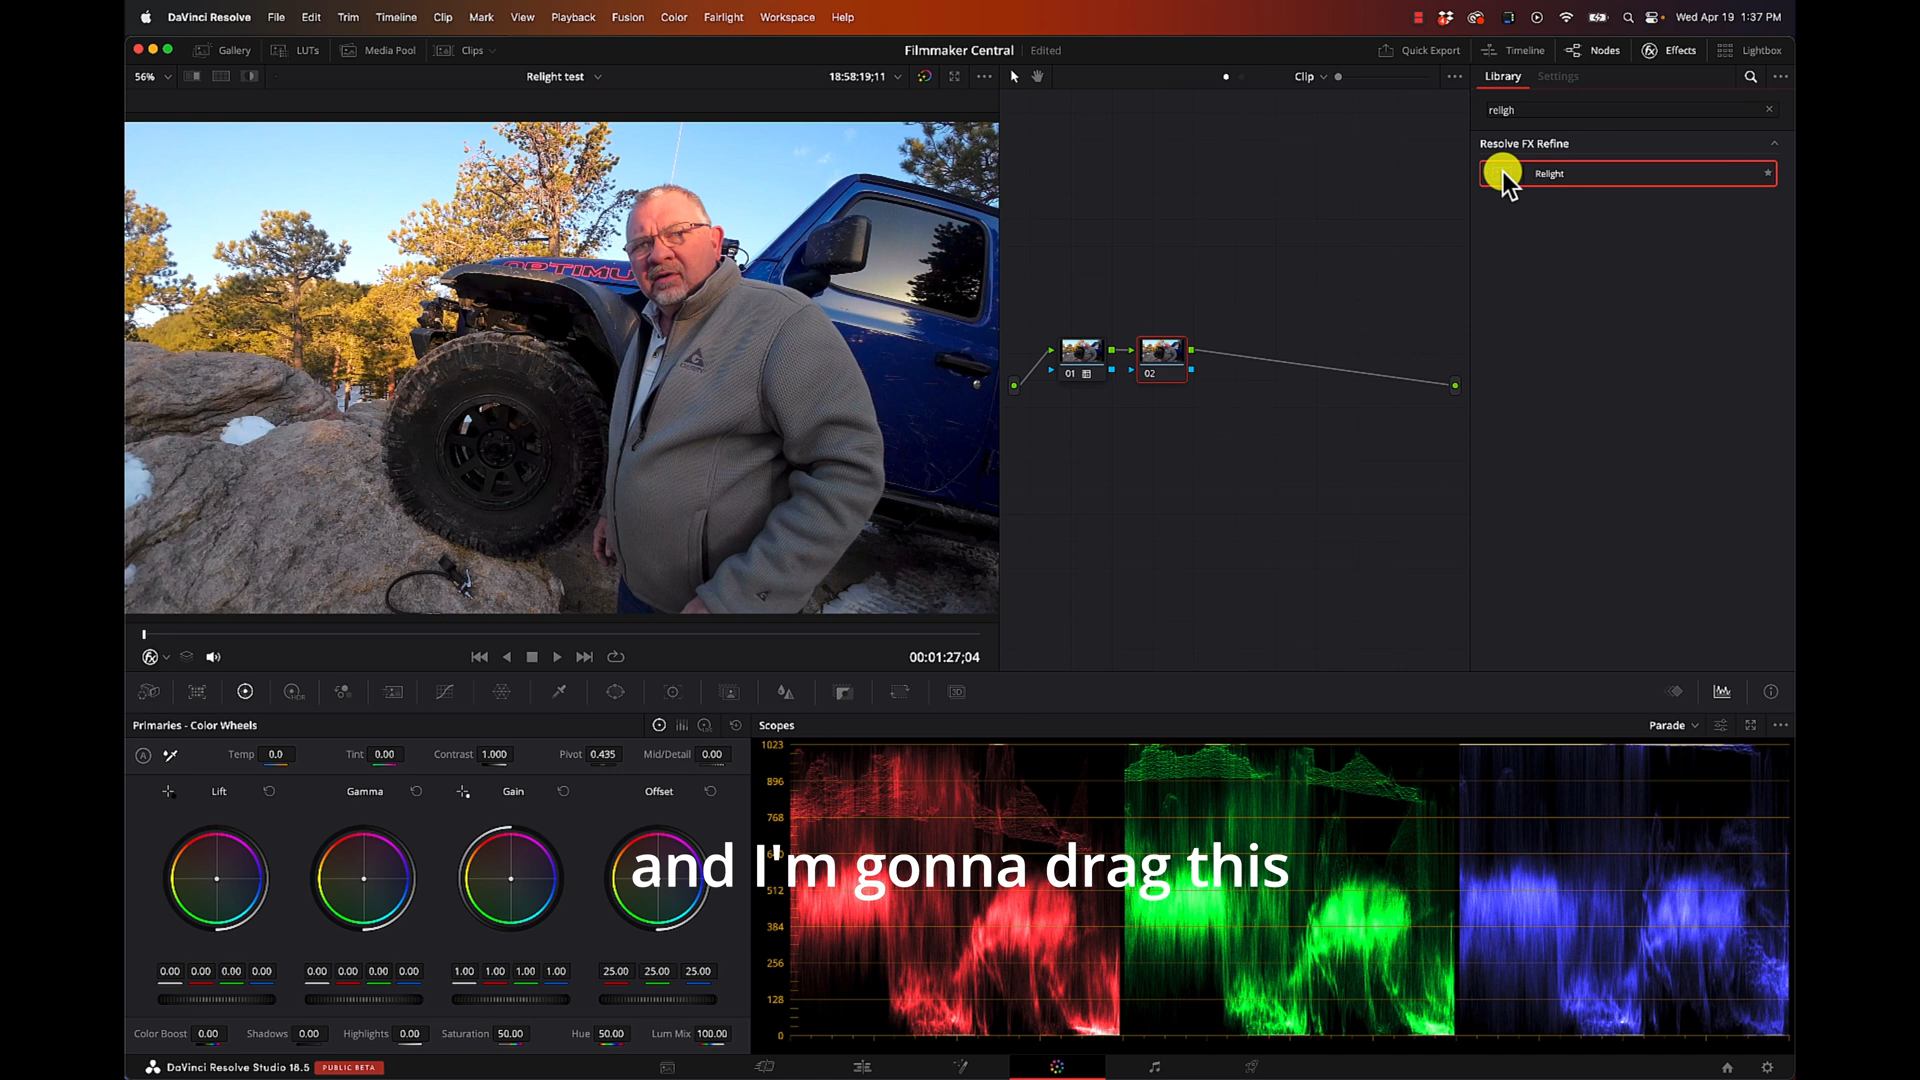 DaVinci Resolve File Edit Trim Timeline Clip Mark View Playback Fusion Color Fairlight Workspace Help Wed Apr 19 1:37 PM
Gallery LUTs Media Pool Clips Filmmaker Central Edited Quick Export Timeline Nodes Effects Lightbox
56% Relight test 18:58:19;11 Clip Library Settings
religh
Resolve FX Refine
Relight
OPTIMU
01 02
00:01:27;04
Primaries - Color Wheels Scopes Parade
Temp 0.0 Tint 0.00 Contrast 1.000 Pivot 0.435 Mid/Detail 0.00
Lift Gamma Gain Offset
1023
896
768
640
512
384
256
128
0
and I'm gonna drag this
0.00 0.00 0.00 0.00 0.00 0.00 0.00 0.00 1.00 1.00 1.00 1.00 25.00 25.00 25.00
Color Boost 0.00 Shadows 0.00 Highlights 0.00 Saturation 50.00 Hue 50.00 Lum Mix 100.00
DaVinci Resolve Studio 18.5 PUBLIC BETA